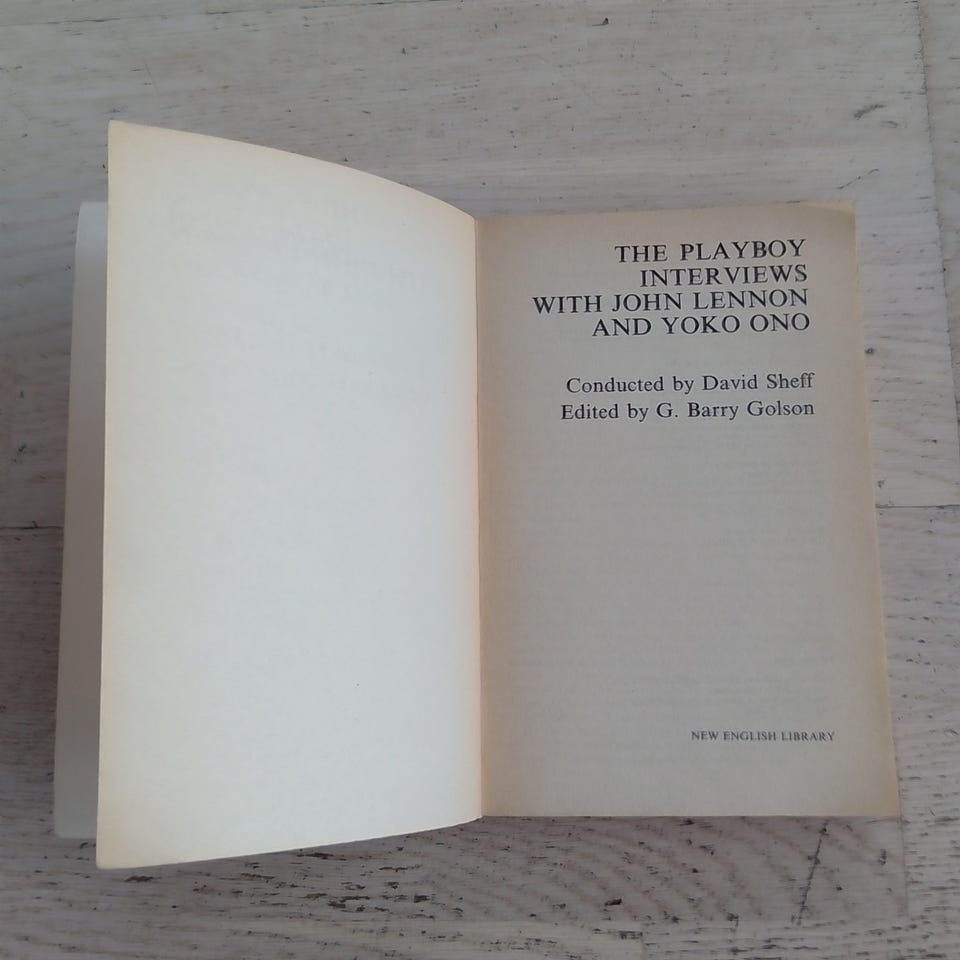 THE PLAYBOY
INTERVIEWS
WITH JOHN LENNON
AND YOKO ONO
Conducted by David Sheff
Edited by G. Barry Golson
NEW ENGLISH LIBRARY